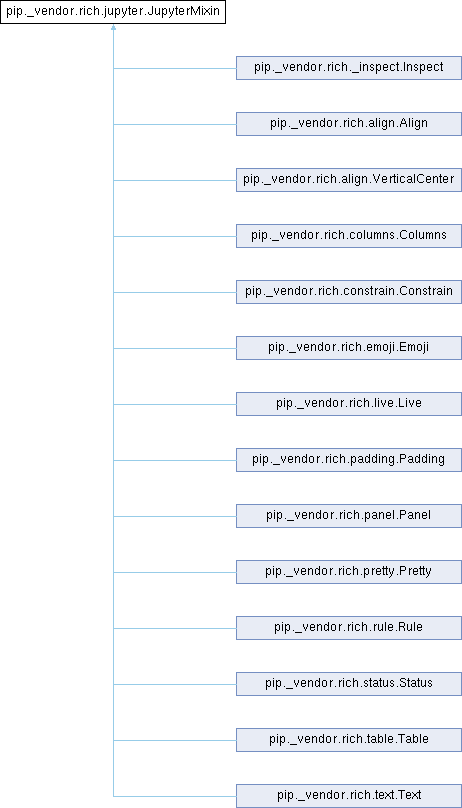 pip._vendor.rich.jupyter.JupyterMixin
pip._vendor.rich._inspect.Inspect
pip._vendor.rich.align.Align
pip._vendor.rich.align.VerticalCenter
pip._vendor.rich.columns.Columns
pip._vendor.rich.constrain.Constrain
pip._vendor.rich.emoji.Emoji
pip._vendor.rich.live.Live
pip._vendor.rich.padding.Padding
pip._vendor.rich.panel.Panel
pip._vendor.rich.pretty.Pretty
pip._vendor.rich.rule.Rule
pip._vendor.rich.status.Status
pip._vendor.rich.table.Table
pip._vendor.rich.text.Text